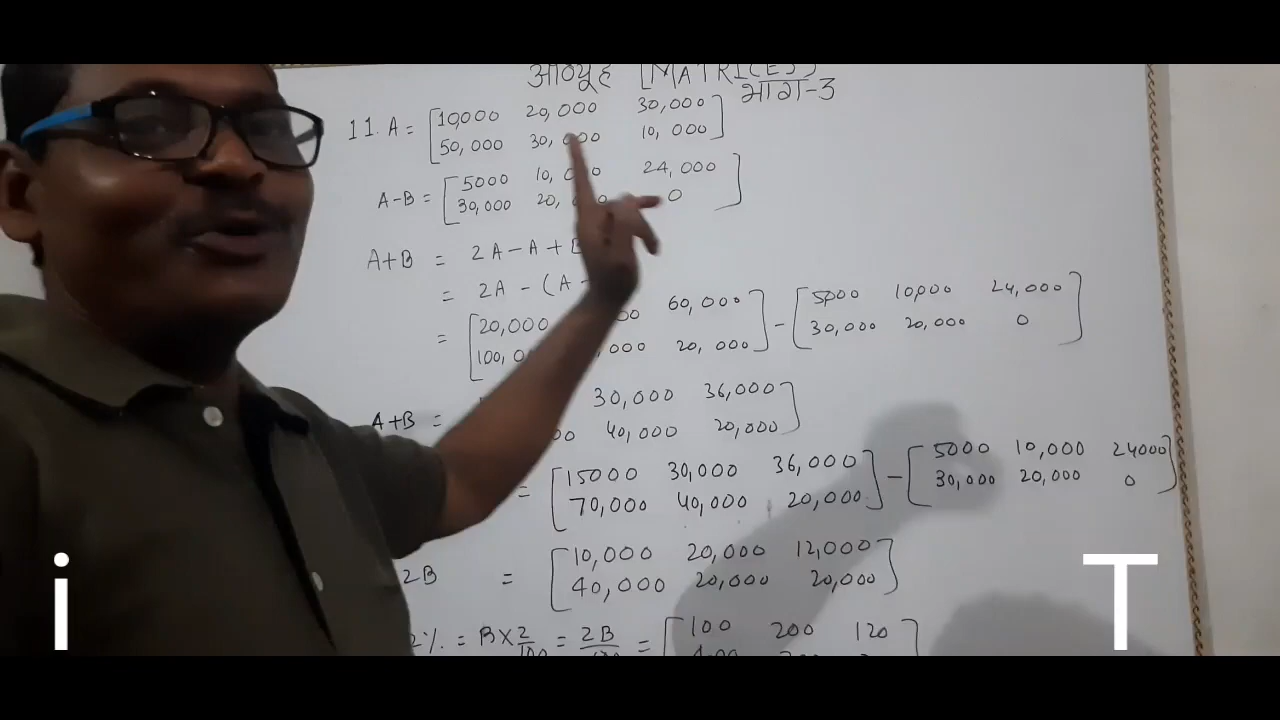 आव्यूह [MATRICES]
भाग-3
11. A = [10,000 20,000 30,000
50,000 30,000 10,000]
A-B = [5000 10,000 24,000
30,000 20,000 0]
A+B = 2A - A + B
= 2A - (A -
= [20,000 60,000] - [5000 10,000 24,000
100,000 20,000] 30,000 20,000 0]
A+B = 30,000 36,000]
40,000 20,000
= [15000 30,000 36,000] - [5000 10,000 24000]
70,000 40,000 20,000 30,000 20,000 0
2B = [10,000 20,000 12,000]
40,000 20,000 20,000
2% = B×2/100 = 2B = [100 200 120]
i T